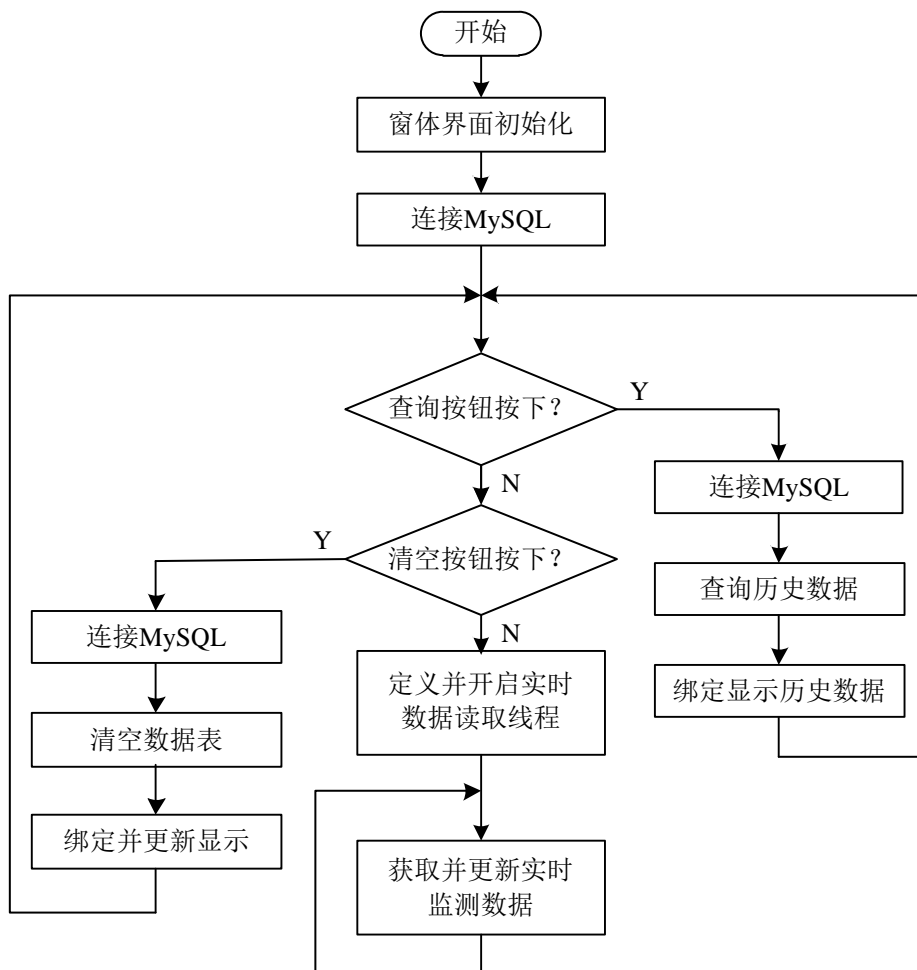 开始
窗体界面初始化
连接MySQL
查询按钮按下？
Y
N
连接MySQL
清空按钮按下？
Y
N
查询历史数据
连接MySQL
定义并开启实时
数据读取线程
绑定显示历史数据
清空数据表
绑定并更新显示
获取并更新实时
监测数据